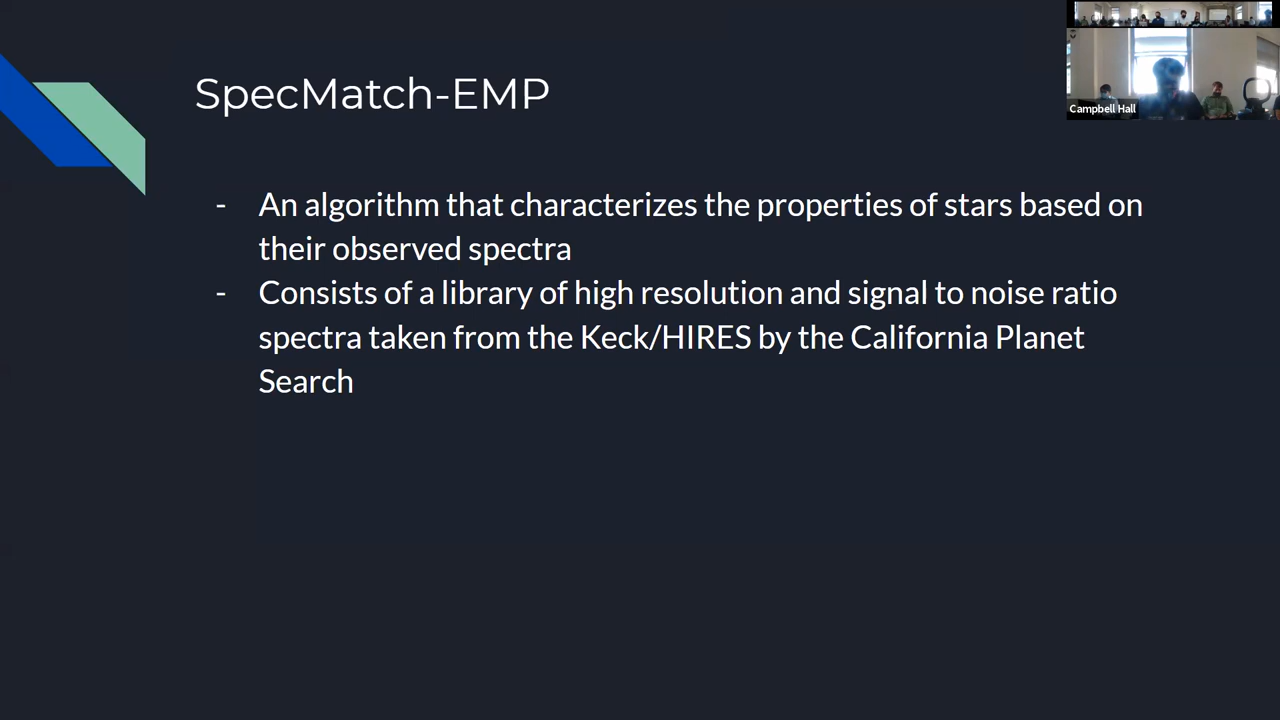 SpecMatch-EMP
Campbell Hall
- An algorithm that characterizes the properties of stars based on
their observed spectra
- Consists of a library of high resolution and signal to noise ratio
spectra taken from the Keck/HIRES by the California Planet
Search